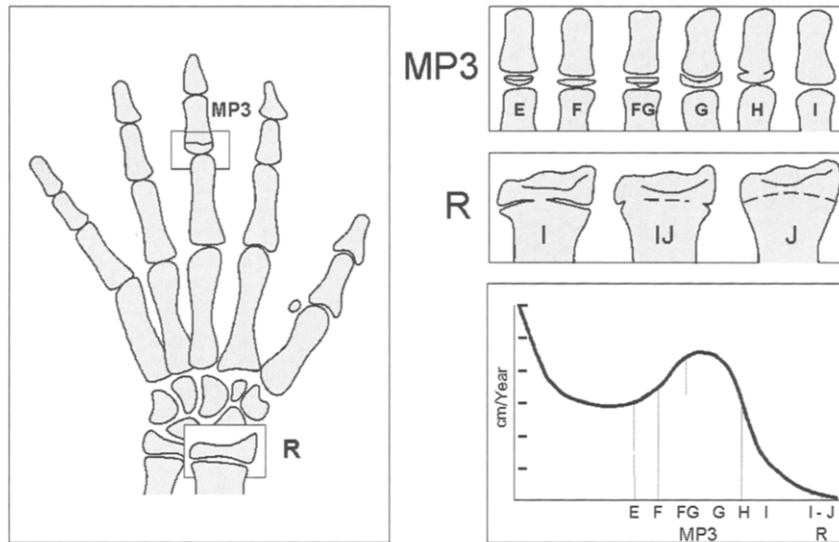 MP3
R
MP3
E F FG G H I
R
I IJ J
cm/Year
E F FG G H I I - J
MP3 R